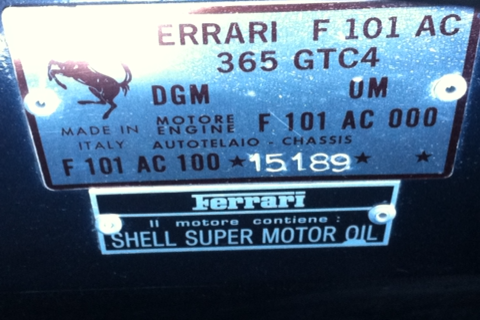 ERRARI F 101 AC
365 GTC4
DGM UM
MADE IN ITALY MOTORE ENGINE F 101 AC 000
AUTOTELAIO - CHASSIS
F 101 AC 100 *15189* *
Ferrari
Il motore contiene :
SHELL SUPER MOTOR OIL